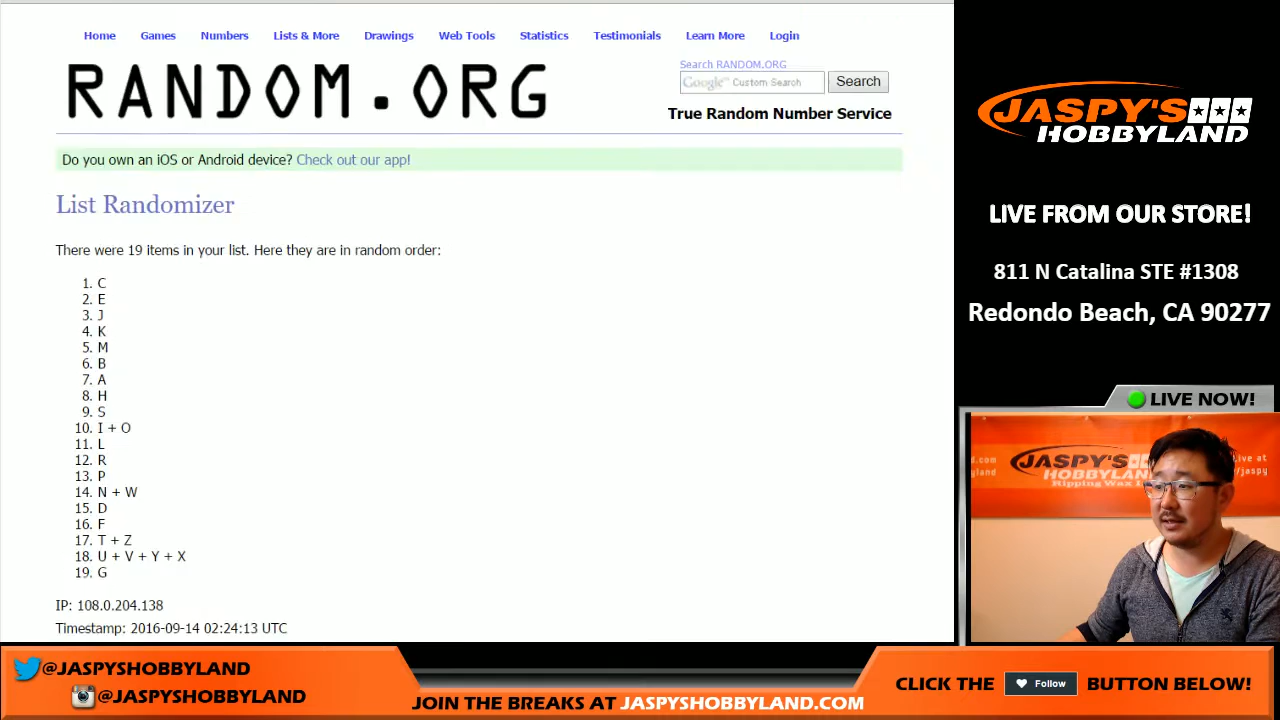 Home Games Numbers Lists & More Drawings Web Tools Statistics Testimonials Learn More Login
RANDOM.ORG
Search RANDOM.ORG
Google™ Custom Search Search
True Random Number Service
Do you own an iOS or Android device? Check out our app!
List Randomizer
There were 19 items in your list. Here they are in random order:
1. C
2. E
3. J
4. K
5. M
6. B
7. A
8. H
9. S
10. I + O
11. L
12. R
13. P
14. N + W
15. D
16. F
17. T + Z
18. U + V + Y + X
19. G
IP: 108.0.204.138
Timestamp: 2016-09-14 02:24:13 UTC
JASPY'S
HOBBYLAND
LIVE FROM OUR STORE!
811 N Catalina STE #1308
Redondo Beach, CA 90277
LIVE NOW!
JASPY'S
HOBBYLAND
d.com
yland
Live at
/jaspy
@JASPYSHOBBYLAND
@JASPYSHOBBYLAND
JOIN THE BREAKS AT JASPYSHOBBYLAND.COM
CLICK THE Follow BUTTON BELOW!